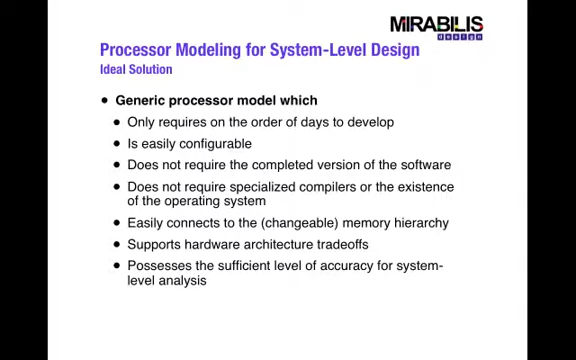 MIRABILIS
design
Processor Modeling for System-Level Design
Ideal Solution
• Generic processor model which
• Only requires on the order of days to develop
• Is easily configurable
• Does not require the completed version of the software
• Does not require specialized compilers or the existence
of the operating system
• Easily connects to the (changeable) memory hierarchy
• Supports hardware architecture tradeoffs
• Possesses the sufficient level of accuracy for system-
level analysis